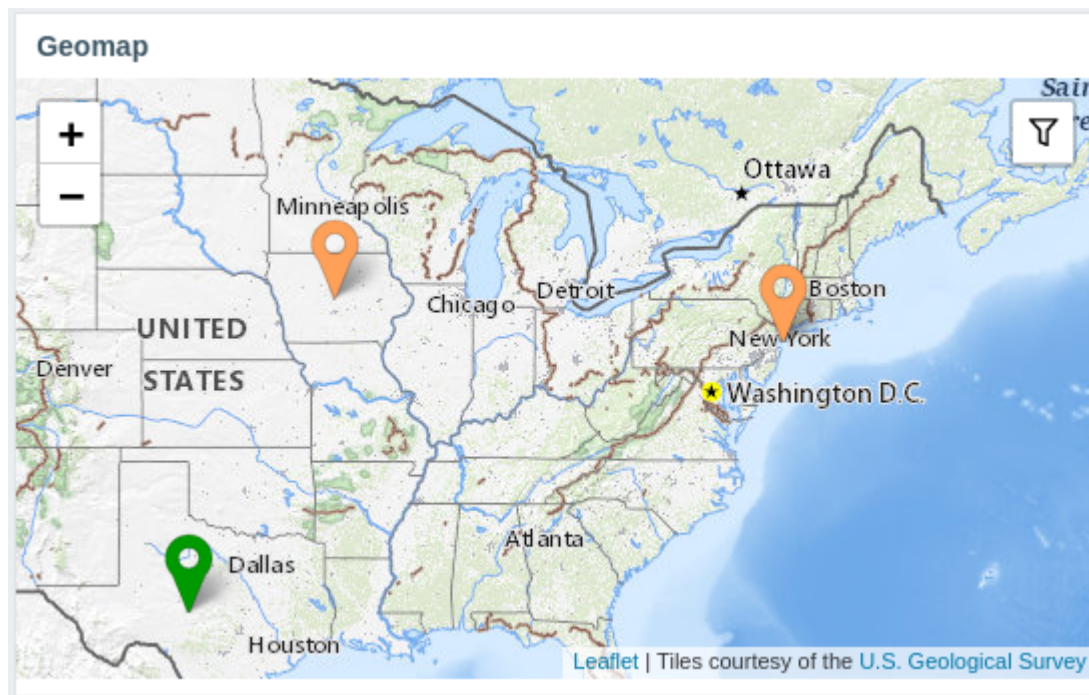 Geomap
Sain
+
Ottawa
−
Minneapolis
Boston
Detroit
Chicago
UNITED
New York
Denver
STATES
Washington D.C.
Atlanta
Dallas
Houston
Leaflet | Tiles courtesy of the U.S. Geological Survey